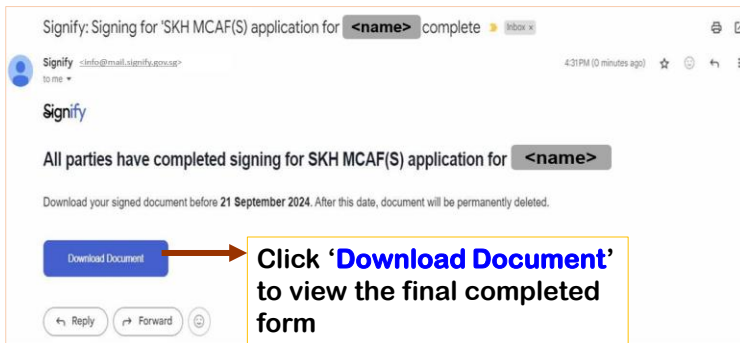 Signify: Signing for 'SKH MCAF(S) application for <name> complete Inbox x
Signify <info@mail.signify.gov.sg> 4:31 PM (0 minutes ago)
to me
Signify
All parties have completed signing for SKH MCAF(S) application for <name>
Download your signed document before 21 September 2024. After this date, document will be permanently deleted.
Download Document
Click ‘Download Document’
to view the final completed
form
Reply Forward